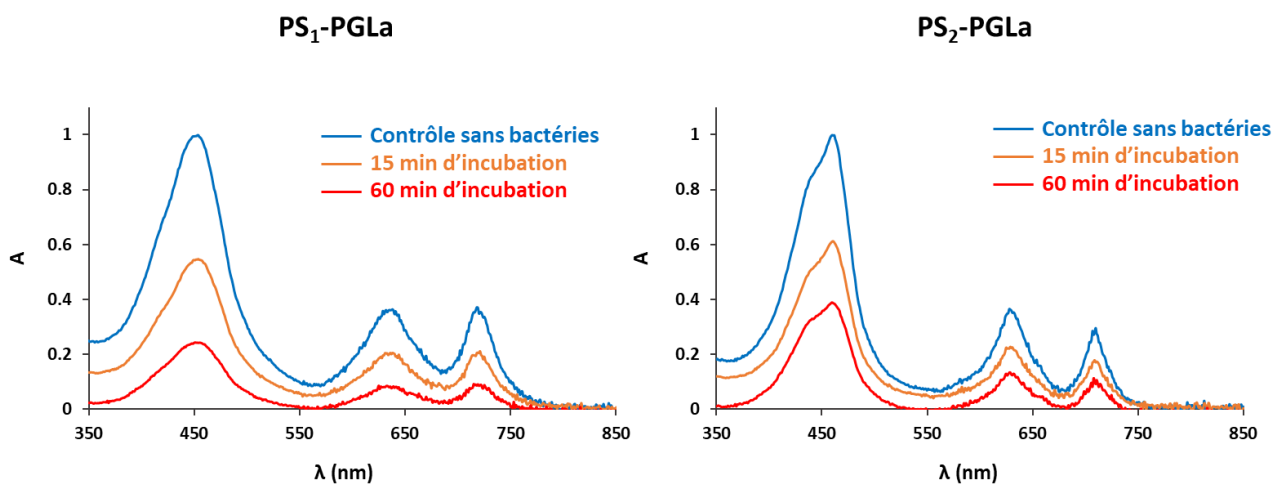 PS₁-PGLa
Contrôle sans bactéries
15 min d'incubation
60 min d'incubation
1
0.8
0.6
0.4
0.2
0
A
350
450
550
650
750
850
λ (nm)
PS₂-PGLa
Contrôle sans bactéries
15 min d'incubation
60 min d'incubation
1
0.8
0.6
0.4
0.2
0
A
350
450
550
650
750
850
λ (nm)